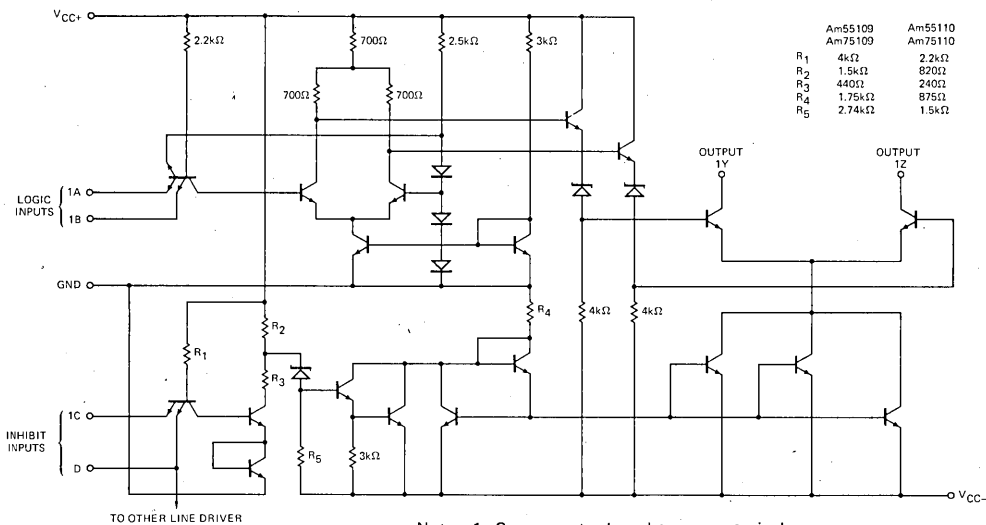 VCC+
2.2kΩ
700Ω
2.5kΩ
3kΩ
Am55109 Am55110
Am75109 Am75110
R1 4kΩ 2.2kΩ
R2 1.5kΩ 820Ω
R3 440Ω 240Ω
R4 1.75kΩ 875Ω
R5 2.74kΩ 1.5kΩ
700Ω
700Ω
OUTPUT
1Y
OUTPUT
1Z
LOGIC
INPUTS
1A
1B
GND
R2
R4
4kΩ
4kΩ
R1
R3
1C
INHIBIT
INPUTS
D
R5
3kΩ
VCC-
TO OTHER LINE DRIVER